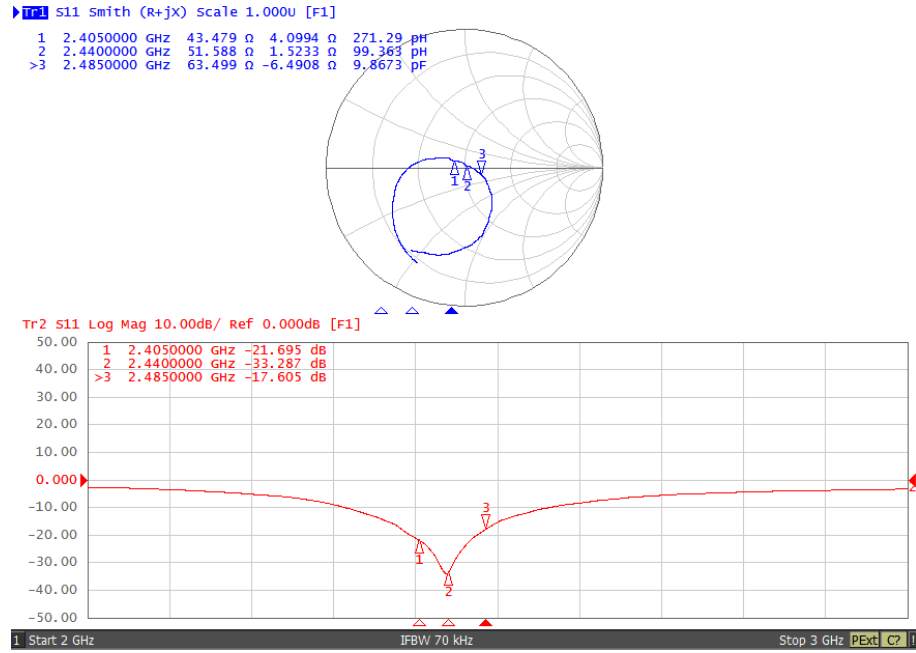 Tr1 S11 Smith (R+jX) Scale 1.000U [F1]
1 2.4050000 GHz 43.479 Ω 4.0994 Ω 271.29 pH
2 2.4400000 GHz 51.588 Ω 1.5233 Ω 99.363 pH
>3 2.4850000 GHz 63.499 Ω -6.4908 Ω 9.8673 pF
3
1
2
Tr2 S11 Log Mag 10.00dB/ Ref 0.000dB [F1]
50.00
1 2.4050000 GHz -21.695 dB
2 2.4400000 GHz -33.287 dB
40.00
>3 2.4850000 GHz -17.605 dB
30.00
20.00
10.00
0.000
2
-10.00
3
-20.00
1
-30.00
-40.00
2
-50.00
1 Start 2 GHz IFBW 70 kHz Stop 3 GHz PExt C? !